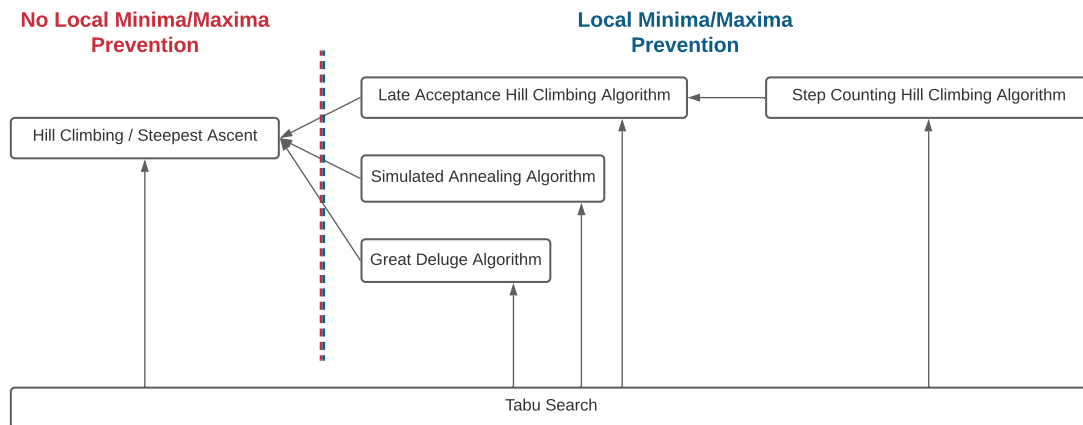 No Local Minima/Maxima
Prevention
Local Minima/Maxima
Prevention
Late Acceptance Hill Climbing Algorithm
Step Counting Hill Climbing Algorithm
Hill Climbing / Steepest Ascent
Simulated Annealing Algorithm
Great Deluge Algorithm
Tabu Search